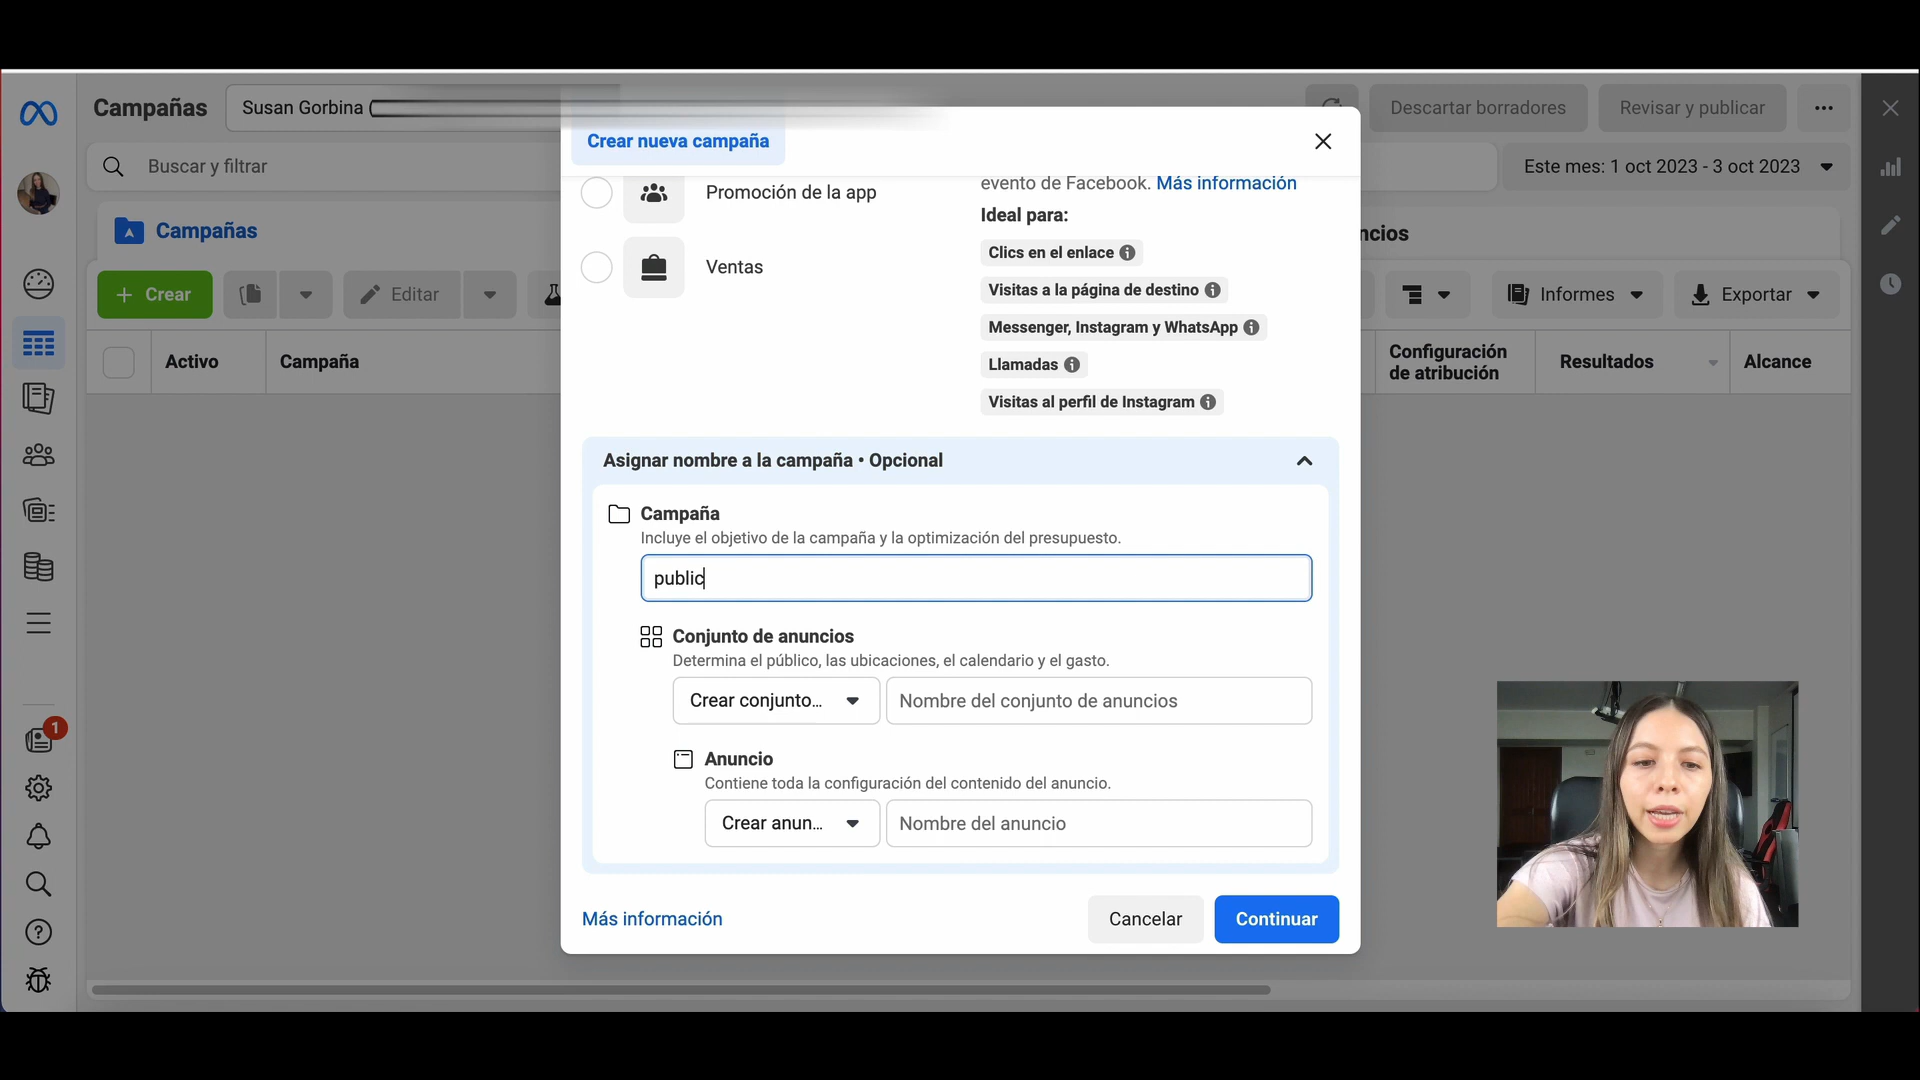 Campañas
Susan Gorbina (
Descartar borradores
Revisar y publicar
Crear nueva campaña
Buscar y filtrar
Este mes: 1 oct 2023 - 3 oct 2023
Campañas
ncios
Crear
Editar
Informes
Exportar
Activo
Campaña
Configuración
de atribución
Resultados
Alcance
Promoción de la app
Ventas
evento de Facebook. Más información
Ideal para:
Clics en el enlace
Visitas a la página de destino
Messenger, Instagram y WhatsApp
Llamadas
Visitas al perfil de Instagram
Asignar nombre a la campaña • Opcional
Campaña
Incluye el objetivo de la campaña y la optimización del presupuesto.
public
Conjunto de anuncios
Determina el público, las ubicaciones, el calendario y el gasto.
Crear conjunto...
Nombre del conjunto de anuncios
Anuncio
Contiene toda la configuración del contenido del anuncio.
Crear anun...
Nombre del anuncio
Más información
Cancelar
Continuar
1